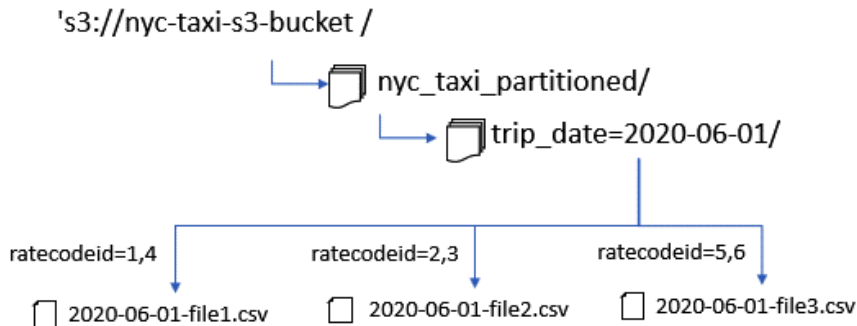 's3://nyc-taxi-s3-bucket /
nyc_taxi_partitioned/
trip_date=2020-06-01/
ratecodeid=1,4
ratecodeid=2,3
ratecodeid=5,6
2020-06-01-file1.csv
2020-06-01-file2.csv
2020-06-01-file3.csv